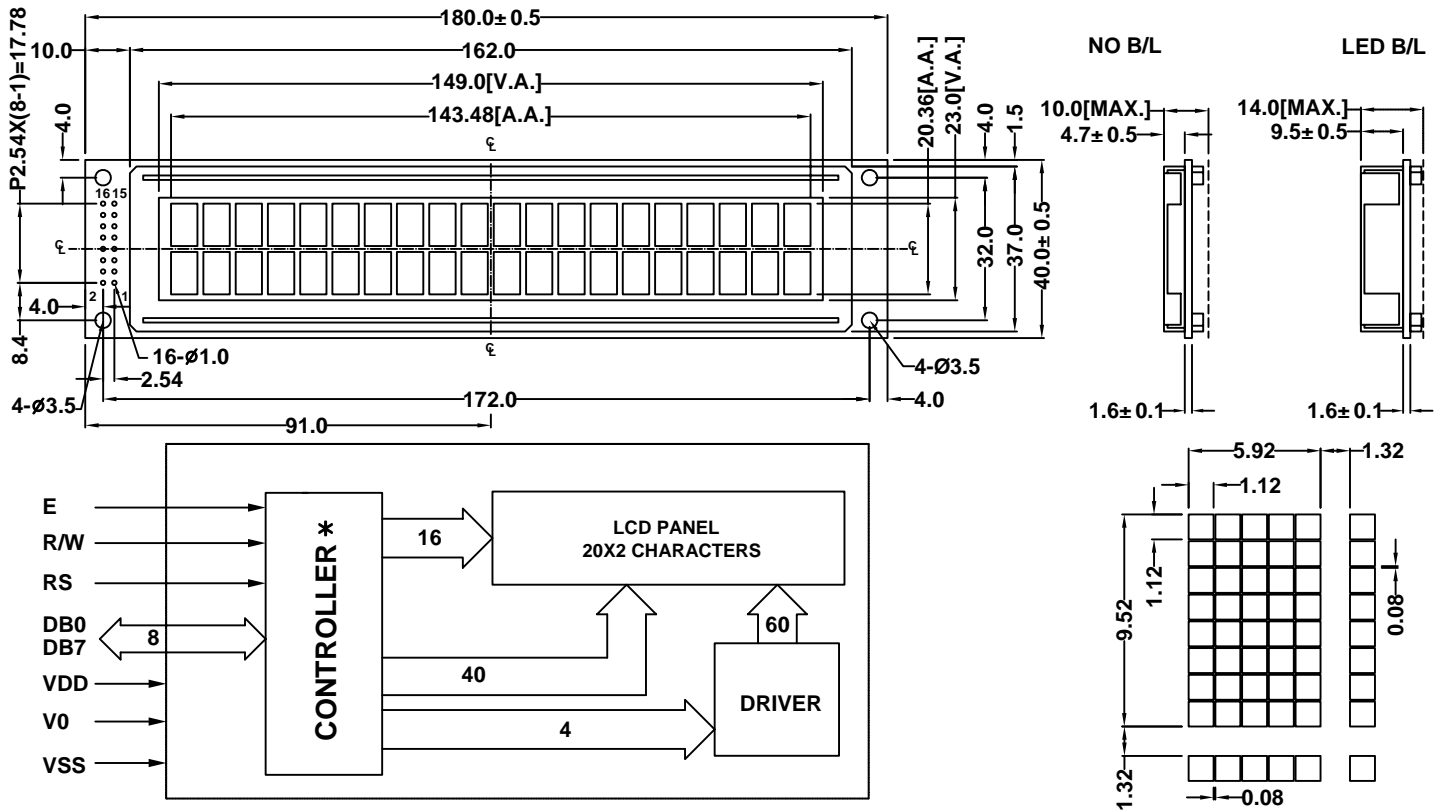 180.0± 0.5
10.0
162.0
149.0[V.A.]
143.48[A.A.]
P2.54X(8-1)=17.78
4.0
20.36[A.A.]
23.0[V.A.]
4.0
1.5
℄
16 15
℄
℄
32.0
37.0
40.0± 0.5
2 1
4.0
8.4
℄
16-ø1.0
2.54
4-ø3.5
172.0
4-Ø3.5
4.0
91.0
NO B/L
LED B/L
10.0[MAX.]
4.7± 0.5
14.0[MAX.]
9.5± 0.5
1.6± 0.1
1.6± 0.1
E
R/W
RS
DB0
DB7
8
VDD
V0
VSS
CONTROLLER *
16
LCD PANEL
20X2 CHARACTERS
60
40
DRIVER
4
5.92
1.32
1.12
1.12
9.52
0.08
1.32
0.08